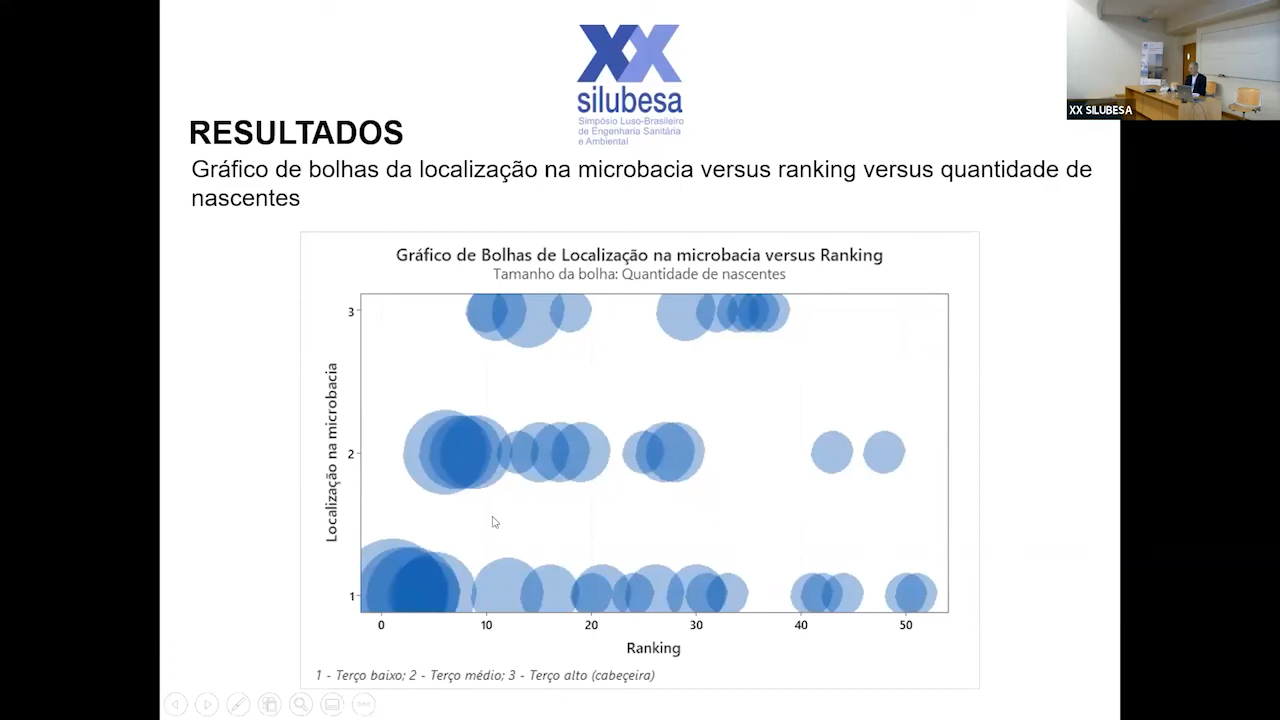 XX
silubesa
Simpósio Luso-Brasileiro
de Engenharia Sanitária
e Ambiental
XX SILUBESA
RESULTADOS
Gráfico de bolhas da localização na microbacia versus ranking versus quantidade de
nascentes
Gráfico de Bolhas de Localização na microbacia versus Ranking
Tamanho da bolha: Quantidade de nascentes
Localização na microbacia
3
2
1
0 10 20 30 40 50
Ranking
1 - Terço baixo; 2 - Terço médio; 3 - Terço alto (cabeçeira)